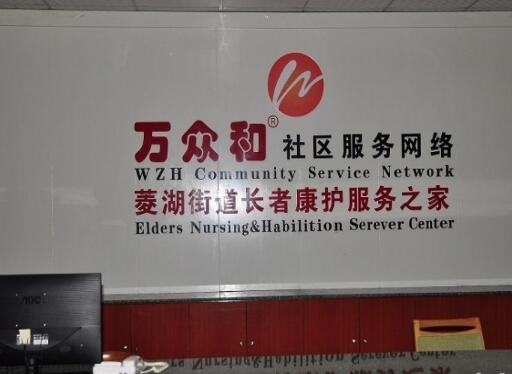 万众和® 社区服务网络
WZH Community Service Network
菱湖街道长者康护服务之家
Elders Nursing&Habilition Serever Center
AOC